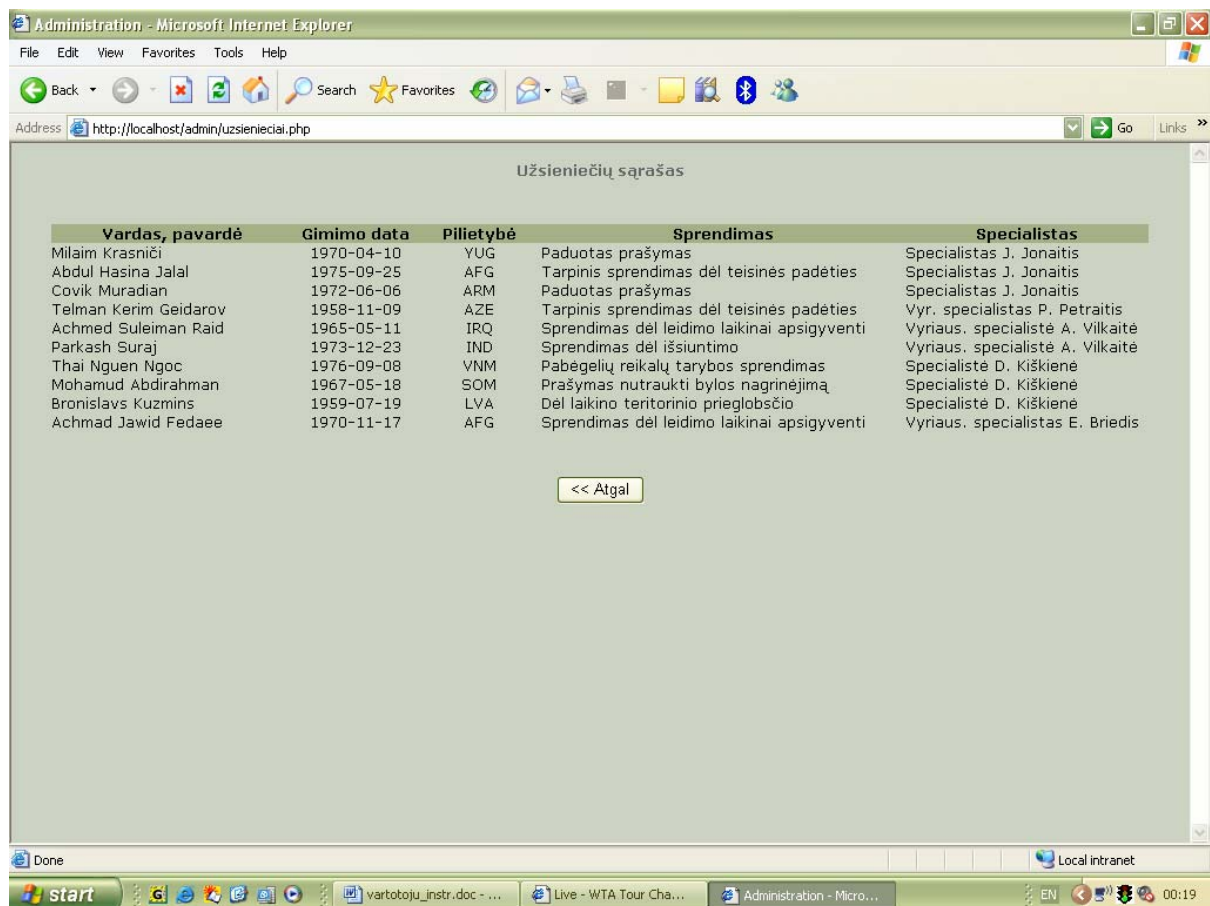 Administration - Microsoft Internet Explorer
File Edit View Favorites Tools Help
Back Search Favorites
Address http://localhost/admin/uzsienieciai.php Go Links »
Užsieniečių sąrašas
Vardas, pavardė Gimimo data Pilietybė Sprendimas Specialistas
Milaim Krasniči 1970-04-10 YUG Paduotas prašymas Specialistas J. Jonaitis
Abdul Hasina Jalal 1975-09-25 AFG Tarpinis sprendimas dėl teisinės padėties Specialistas J. Jonaitis
Covik Muradian 1972-06-06 ARM Paduotas prašymas Specialistas J. Jonaitis
Telman Kerim Geidarov 1958-11-09 AZE Tarpinis sprendimas dėl teisinės padėties Vyr. specialistas P. Petraitis
Achmed Suleiman Raid 1965-05-11 IRQ Sprendimas dėl leidimo laikinai apsigyventi Vyriaus. specialistė A. Vilkaitė
Parkash Suraj 1973-12-23 IND Sprendimas dėl išsiuntimo Vyriaus. specialistė A. Vilkaitė
Thai Nguen Ngoc 1976-09-08 VNM Pabėgelių reikalų tarybos sprendimas Specialistė D. Kiškienė
Mohamud Abdirahman 1967-05-18 SOM Prašymas nutraukti bylos nagrinėjimą Specialistė D. Kiškienė
Bronislavs Kuzmins 1959-07-19 LVA Dėl laikino teritorinio prieglobsčio Specialistė D. Kiškienė
Achmad Jawid Fedaee 1970-11-17 AFG Sprendimas dėl leidimo laikinai apsigyventi Vyriaus. specialistas E. Briedis
<< Atgal
Done Local intranet
start vartotoju_instr.doc - ... Live - WTA Tour Cha... Administration - Micro... EN 00:19